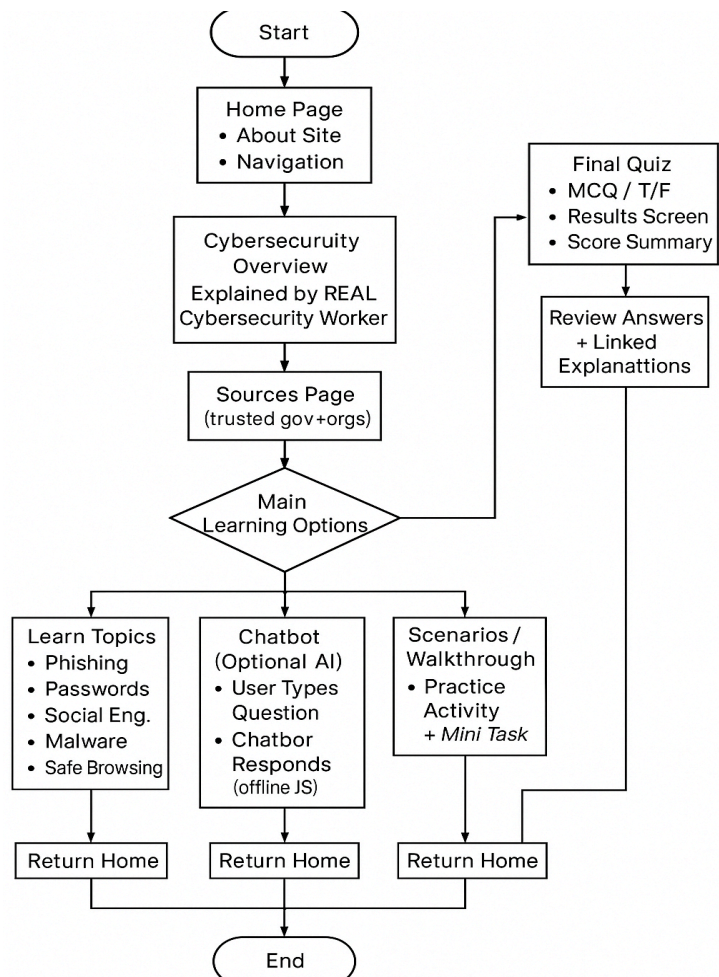 Start
Home Page
• About Site
• Navigation
Cybersecuruity
Overview
Explained by REAL
Cybersecurity Worker
Sources Page
(trusted gov+orgs)
Main
Learning Options
Final Quiz
• MCQ / T/F
• Results Screen
• Score Summary
Review Answers
+ Linked
Explanattions
Learn Topics
• Phishing
• Passwords
• Social Eng.
• Malware
• Safe Browsing
Chatbot
(Optional AI)
• User Types
Question
• Chatbor
Responds
(offline JS)
Scenarios /
Walkthrough
• Practice
Activity
+ Mini Task
Return Home
Return Home
Return Home
End